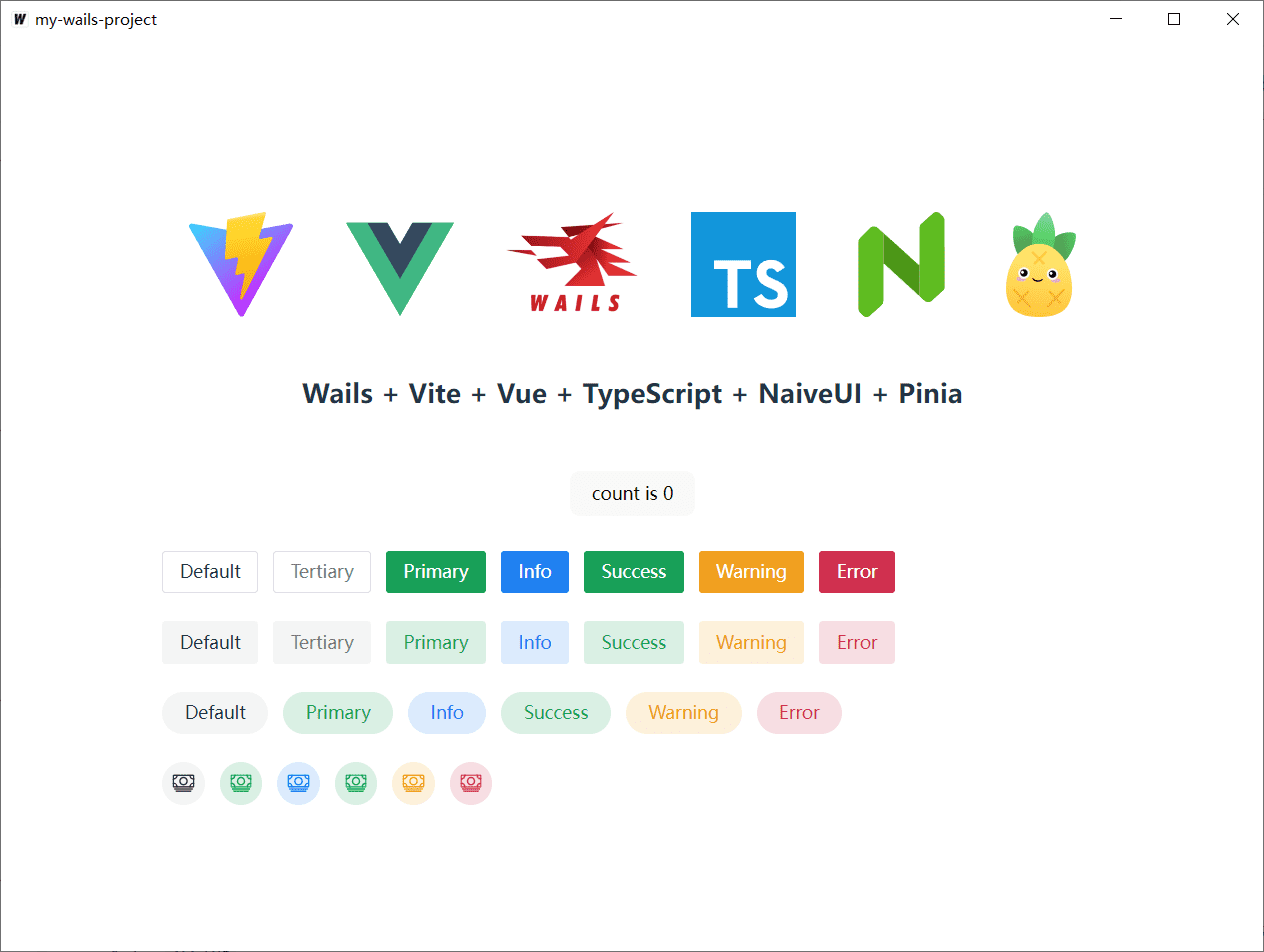 W my-wails-project
WAILS
TS
Wails + Vite + Vue + TypeScript + NaiveUI + Pinia
count is 0
Default Tertiary Primary Info Success Warning Error
Default Tertiary Primary Info Success Warning Error
Default Primary Info Success Warning Error